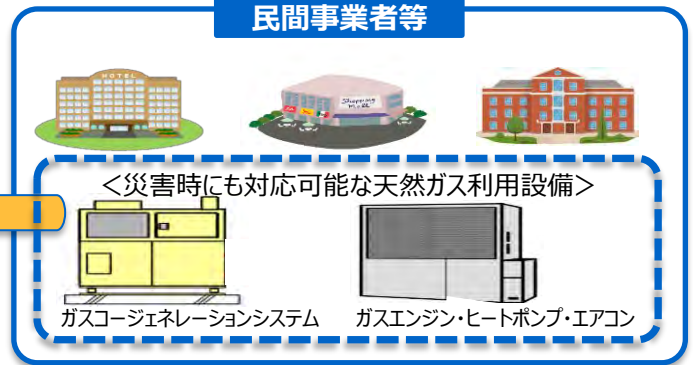 民間事業者等
HOTEL
Shopping
Mall
<災害時にも対応可能な天然ガス利用設備>
ガスコージェネレーションシステム ガスエンジン・ヒートポンプ・エアコン